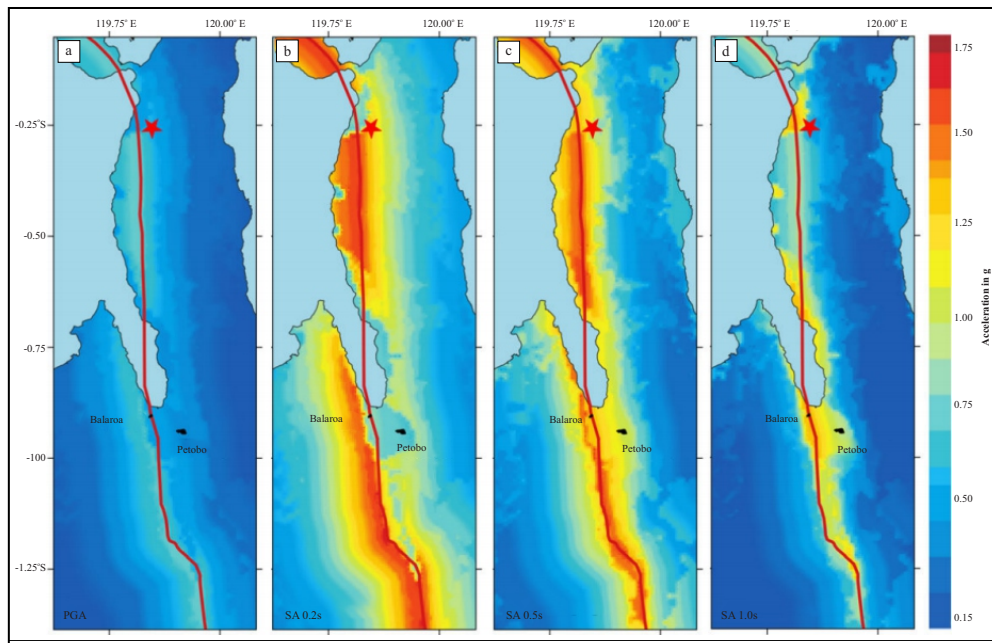 119.75° E 120.00° E 119.75° E 120.00° E 119.75° E 120.00° E 119.75° E 120.00° E
a b c d
1.75
-0.25°S
1.50
-0.50
1.25
1.00
Acceleration in g
-0.75
0.75
Balaroa Balaroa Balaroa Balaroa
Petobo Petobo Petobo Petobo
-100
0.50
-1.25°S
PGA SA 0.2s SA 0.5s SA 1.0s
0.15